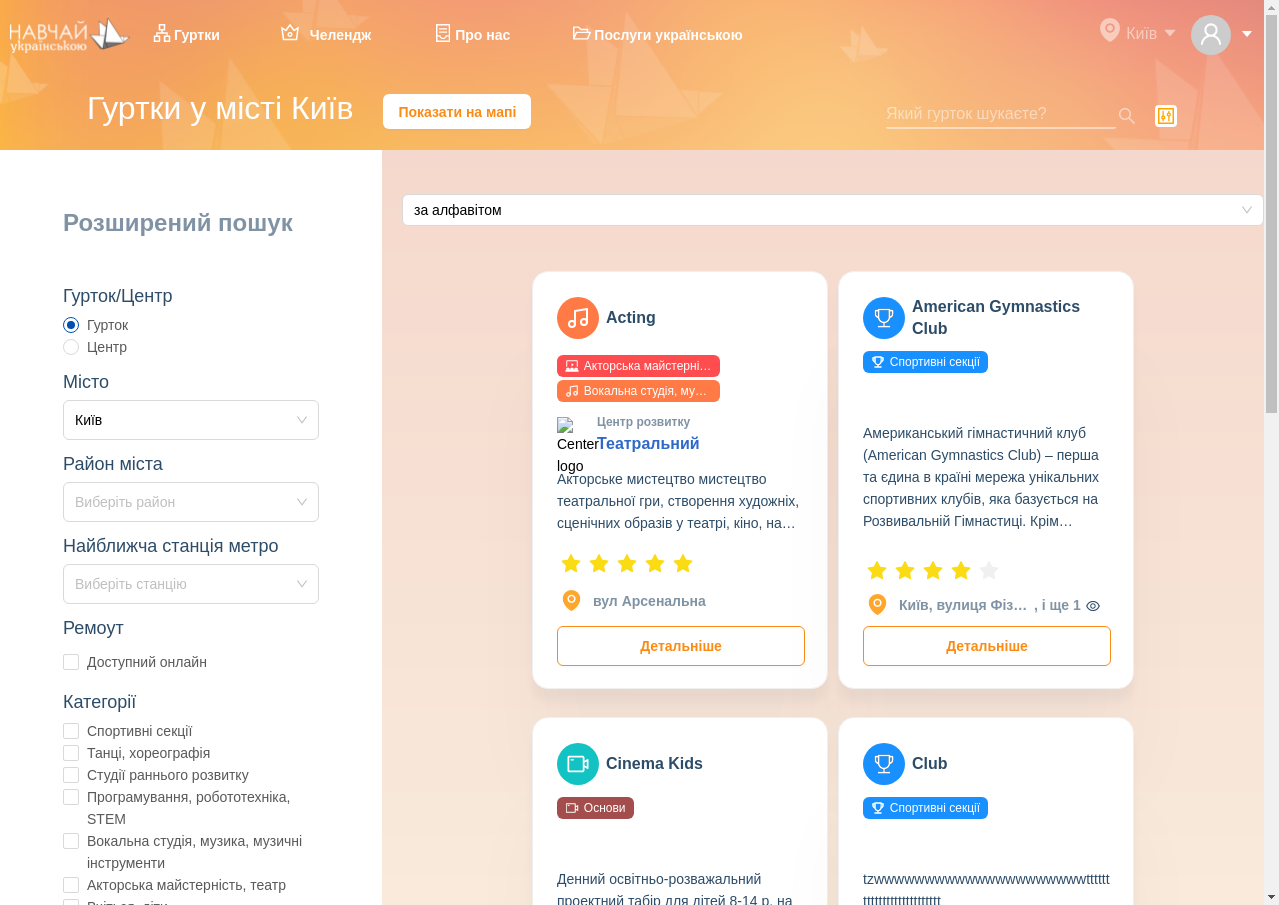 НАВЧАЙ
українською
Гуртки
Челендж
Про нас
Послуги українською
Київ
Гуртки у місті Київ
Показати на мапі
Який гурток шукаєте?
Розширений пошук
Гурток/Центр
Гурток
Центр
Місто
Київ
Район міста
Виберіть район
Найближча станція метро
Виберіть станцію
Ремоут
Доступний онлайн
Категорії
Спортивні секції
Танці, хореографія
Студії раннього розвитку
Програмування, робототехніка,
STEM
Вокальна студія, музика, музичні
інструменти
Акторська майстерність, театр
за алфавітом
Acting
Акторська майстерні...
Вокальна студія, му...
Center
logo
Центр розвитку
Театральний
Акторське мистецтво мистецтво
театральної гри, створення художніх,
сценічних образів у театрі, кіно, на...
вул Арсенальна
Детальніше
American Gymnastics
Club
Спортивні секції
Американський гімнастичний клуб
(American Gymnastics Club) – перша
та єдина в країні мережа унікальних
спортивних клубів, яка базується на
Розвивальній Гімнастиці. Крім...
Київ, вулиця Фіз... , і ще 1
Детальніше
Cinema Kids
Основи
Денний освітньо-розважальний
проектний табір для дітей 8-14 р. на
Club
Спортивні секції